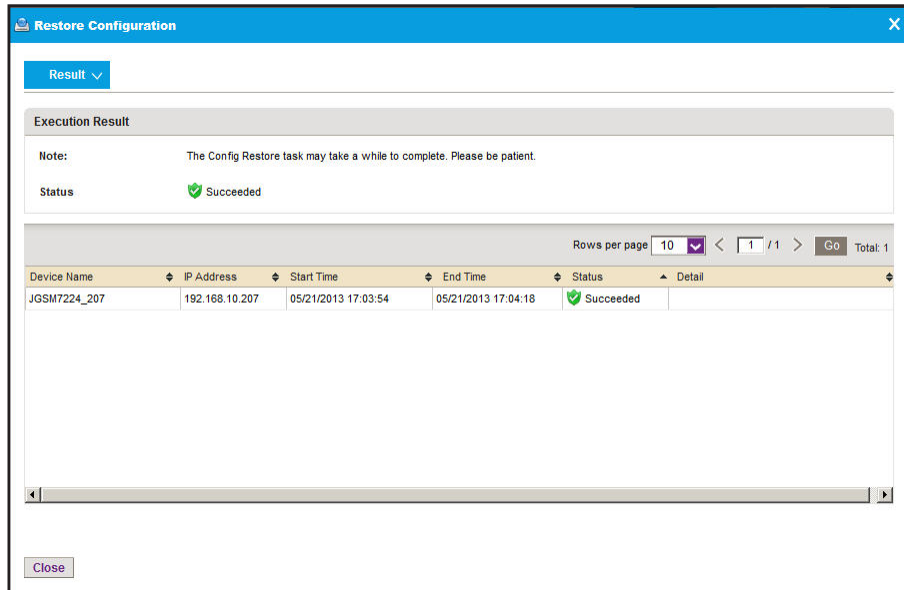 Restore Configuration
X
Result
Execution Result
Note: The Config Restore task may take a while to complete. Please be patient.
Status Succeeded
Rows per page 10 < 1 / 1 > Go Total: 1
Device Name IP Address Start Time End Time Status Detail
JGSM7224_207 192.168.10.207 05/21/2013 17:03:54 05/21/2013 17:04:18 Succeeded
Close